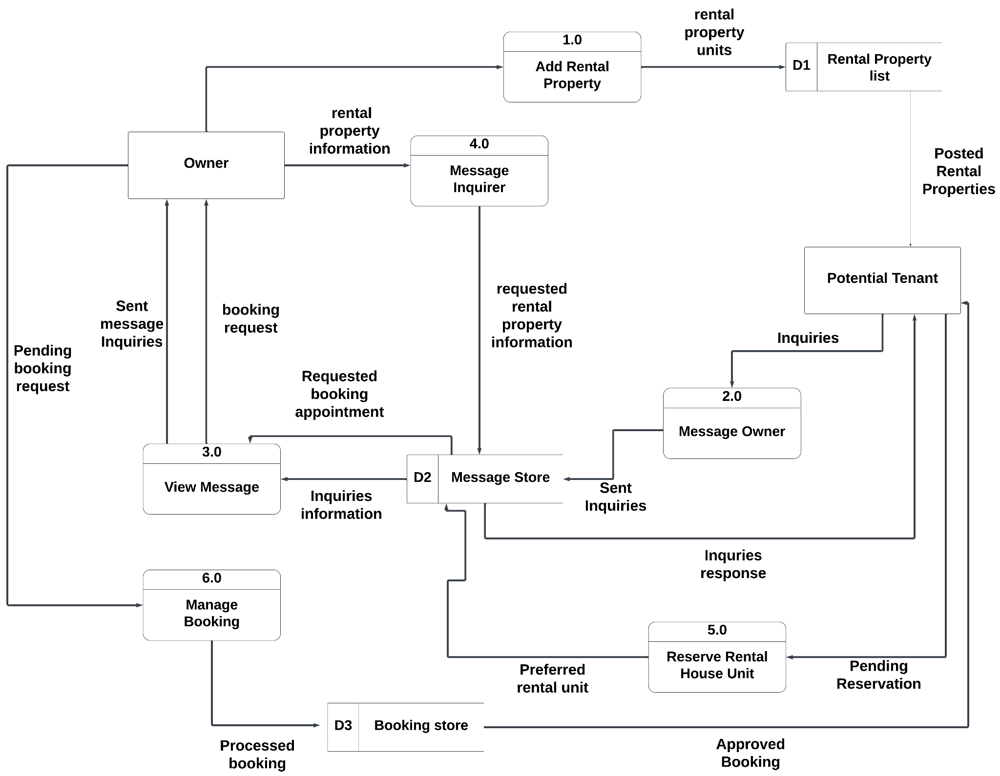 rental
property
units
1.0
Add Rental
Property
D1
Rental Property
list
rental
property
information
4.0
Message
Inquirer
Owner
Posted
Rental
Properties
Potential Tenant
requested
rental
property
information
Sent
message
Inquiries
booking
request
Pending
booking
request
Inquiries
Requested
booking
appointment
2.0
Message Owner
3.0
View Message
D2
Message Store
Sent
Inquiries
Inquiries
information
Inquries
response
6.0
Manage
Booking
5.0
Reserve Rental
House Unit
Pending
Reservation
Preferred
rental unit
D3
Booking store
Processed
booking
Approved
Booking